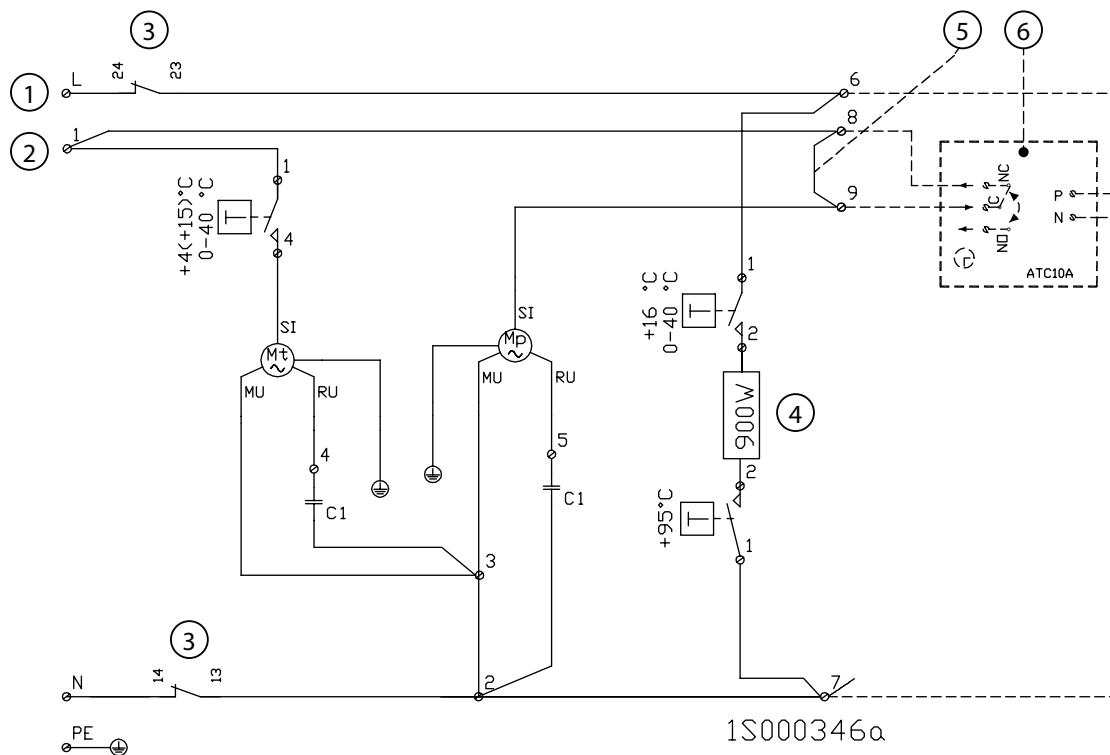 3
5
6
24
23
1
L
6
8
2
1
1
NC
C
NO
P
N
ATC10A
9
+4(+15)°C
0-40 °C
T
4
SI
Mt
~
MU
RU
SI
Mp
~
MU
RU
4
5
C1
C1
3
1
+16 °C
0-40 °C
T
2
900W
4
2
+95°C
T
1
3
N
14
13
2
7
PE
1S000346a